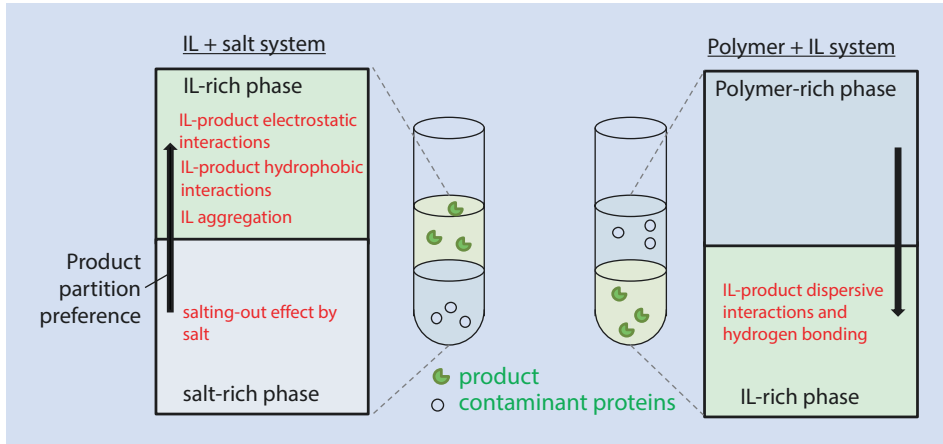 IL + salt system
IL-rich phase
IL-product electrostatic
interactions
IL-product hydrophobic
interactions
IL aggregation
Product
partition
preference
salting-out effect by
salt
salt-rich phase
product
contaminant proteins
Polymer + IL system
Polymer-rich phase
IL-product dispersive
interactions and
hydrogen bonding
IL-rich phase